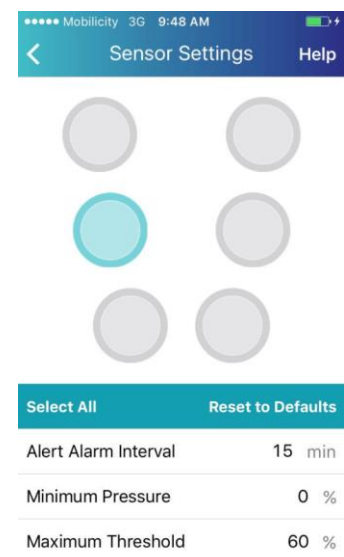 Mobilicity 3G 9:48 AM
Sensor Settings Help
Select All Reset to Defaults
Alert Alarm Interval 15 min
Minimum Pressure 0 %
Maximum Threshold 60 %